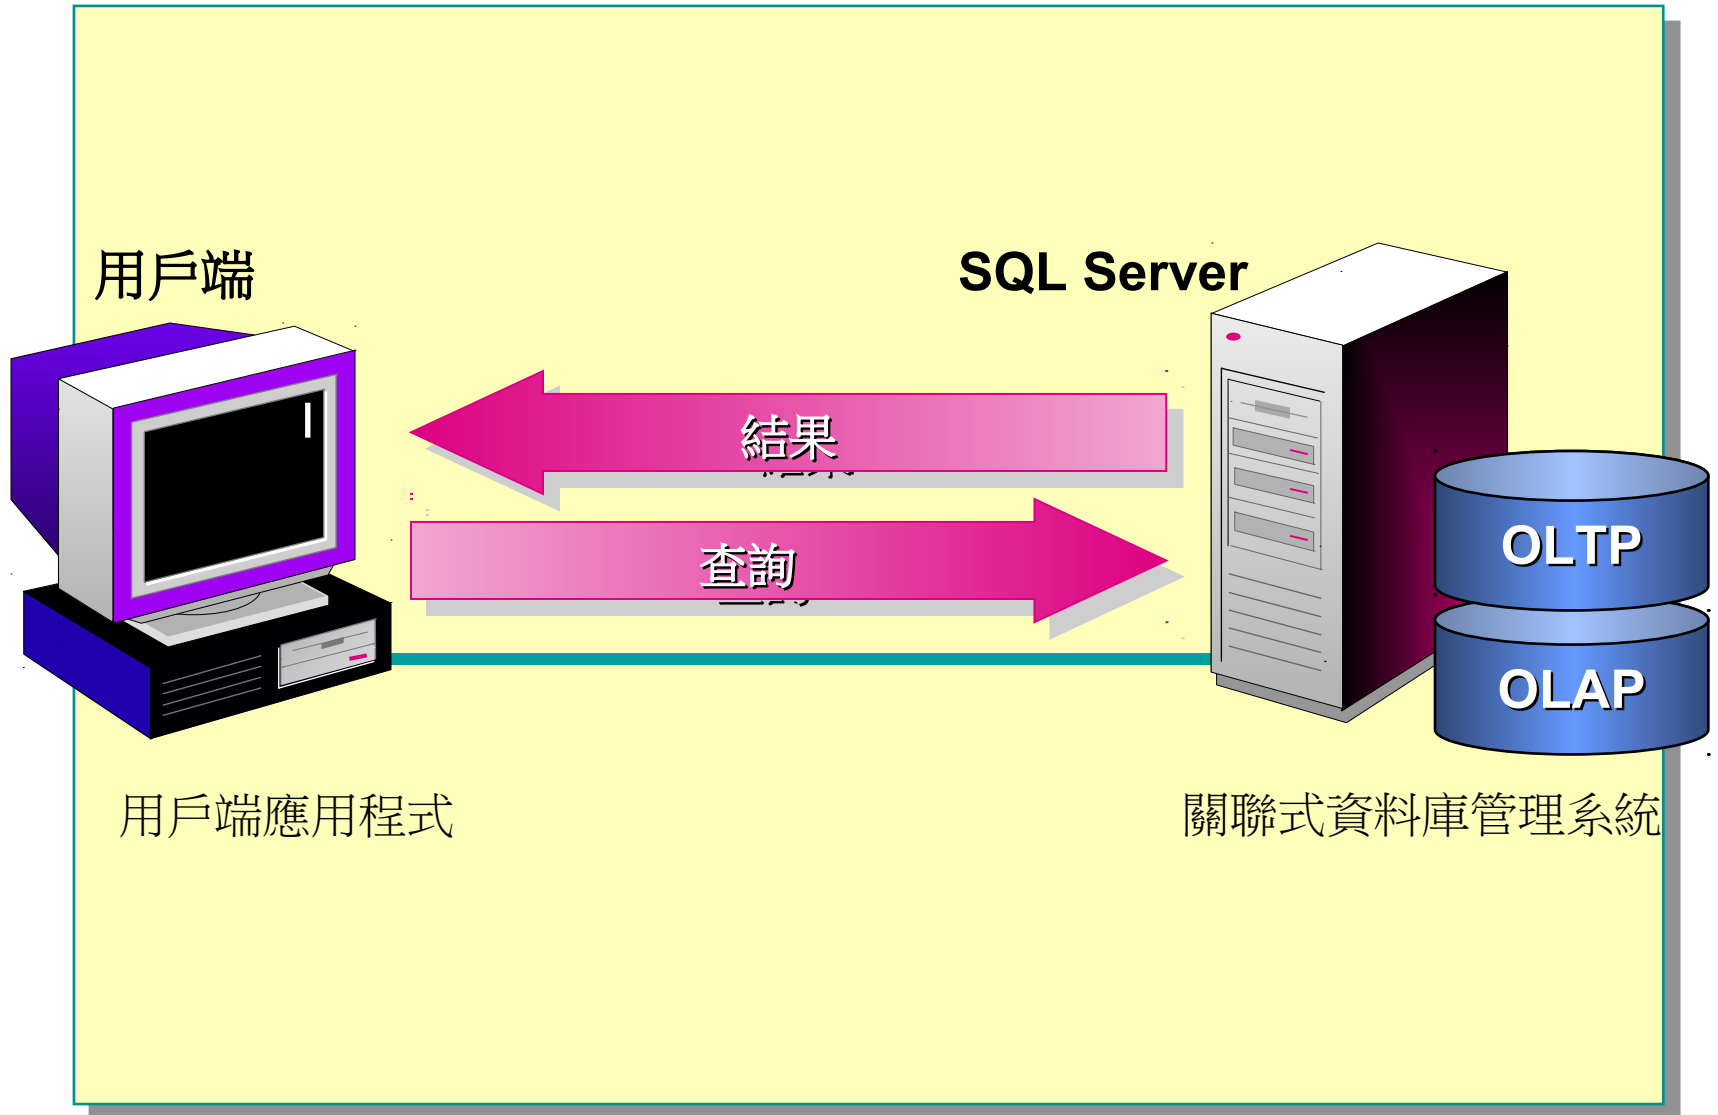 用戶端
SQL Server
結果
查詢
OLTP
OLAP
用戶端應用程式
關聯式資料庫管理系統